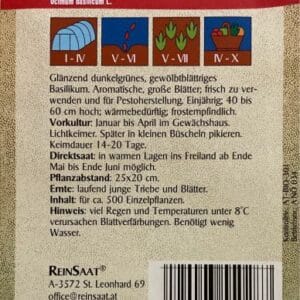 Ocimum basilicum L.
I - IV V - VI V - VII IV - X
Glänzend dunkelgrünes, gewölbtblättriges
Basilikum. Aromatische, große Blätter; frisch zu ver-
wenden und für Pestoherstellung. Einjährig; 40 bis
60 cm hoch; wärmebedürftig; frostempfindlich.
Vorkultur: Januar bis April im Gewächshaus.
Lichtkeimer. Später in kleinen Büscheln pikieren.
Keimdauer 14-20 Tage.
Direktsaat: in warmen Lagen ins Freiland ab Ende
Mai bis Ende Juni möglich.
Pflanzabstand: 25x20 cm.
Ernte: laufend junge Triebe und Blätter.
Inhalt: für ca. 500 Einzelpflanzen.
Hinweis: viel Regen und Temperaturen unter 8°C
verursachen Blattverfärbungen. Benötigt wenig
Wasser.
REINSAAT®
A-3572 St. Leonhard 69
office@reinsaat.at